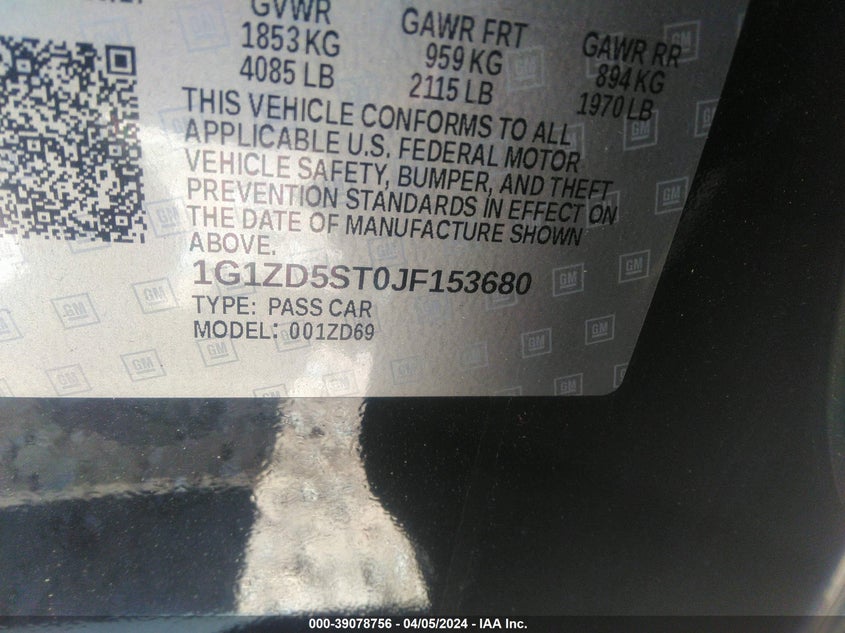 GVWR GAWR FRT GAWR RR
1853 KG 959 KG 894 KG
4085 LB 2115 LB 1970 LB
THIS VEHICLE CONFORMS TO ALL
APPLICABLE U.S. FEDERAL MOTOR
VEHICLE SAFETY, BUMPER, AND THEFT
PREVENTION STANDARDS IN EFFECT ON
THE DATE OF MANUFACTURE SHOWN
ABOVE.
1G1ZD5ST0JF153680
TYPE: PASS CAR
MODEL: 001ZD69
000-39078756 - 04/05/2024 - IAA Inc.